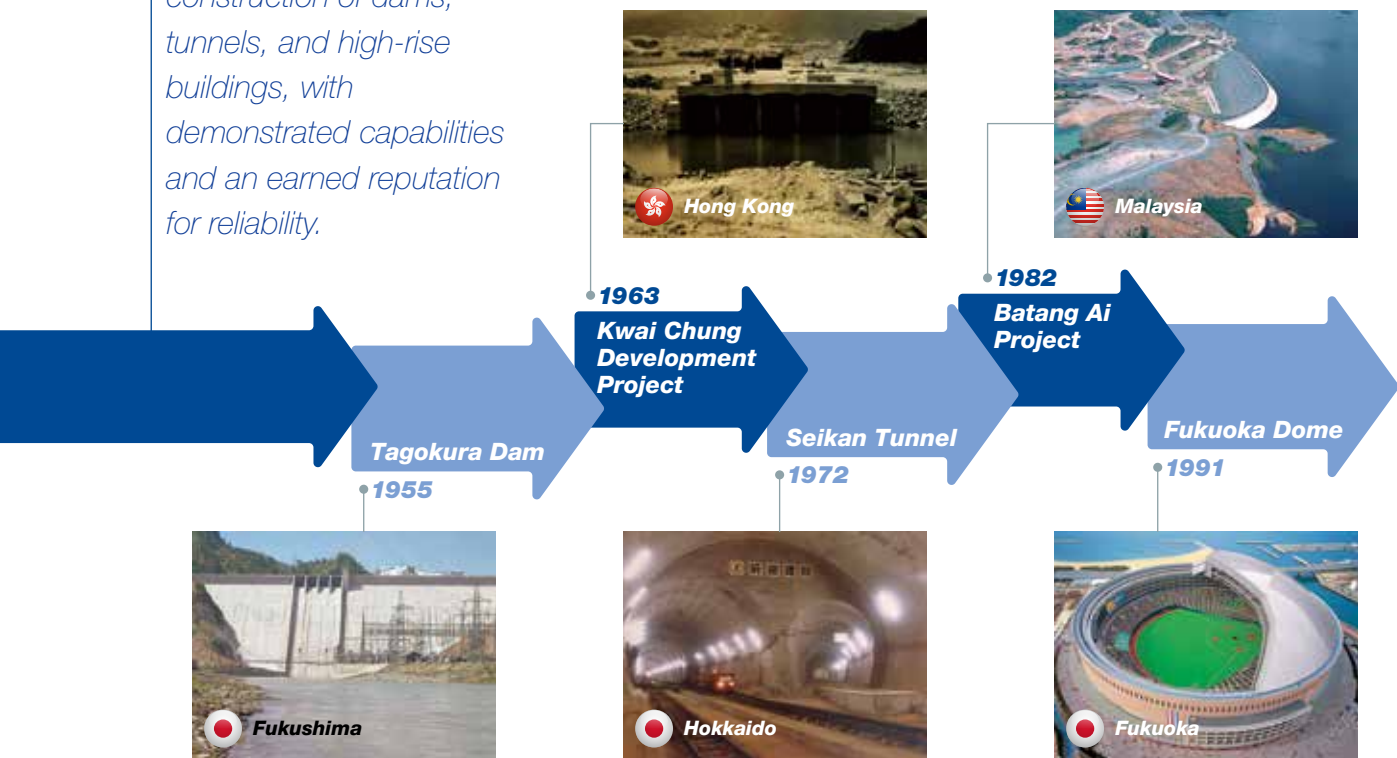 construction of dams,
tunnels, and high-rise
buildings, with
demonstrated capabilities
and an earned reputation
for reliability.
Hong Kong
Malaysia
1963
Kwai Chung
Development
Project
1982
Batang Ai
Project
Tagokura Dam
1955
Seikan Tunnel
1972
Fukuoka Dome
1991
Fukushima
Hokkaido
Fukuoka